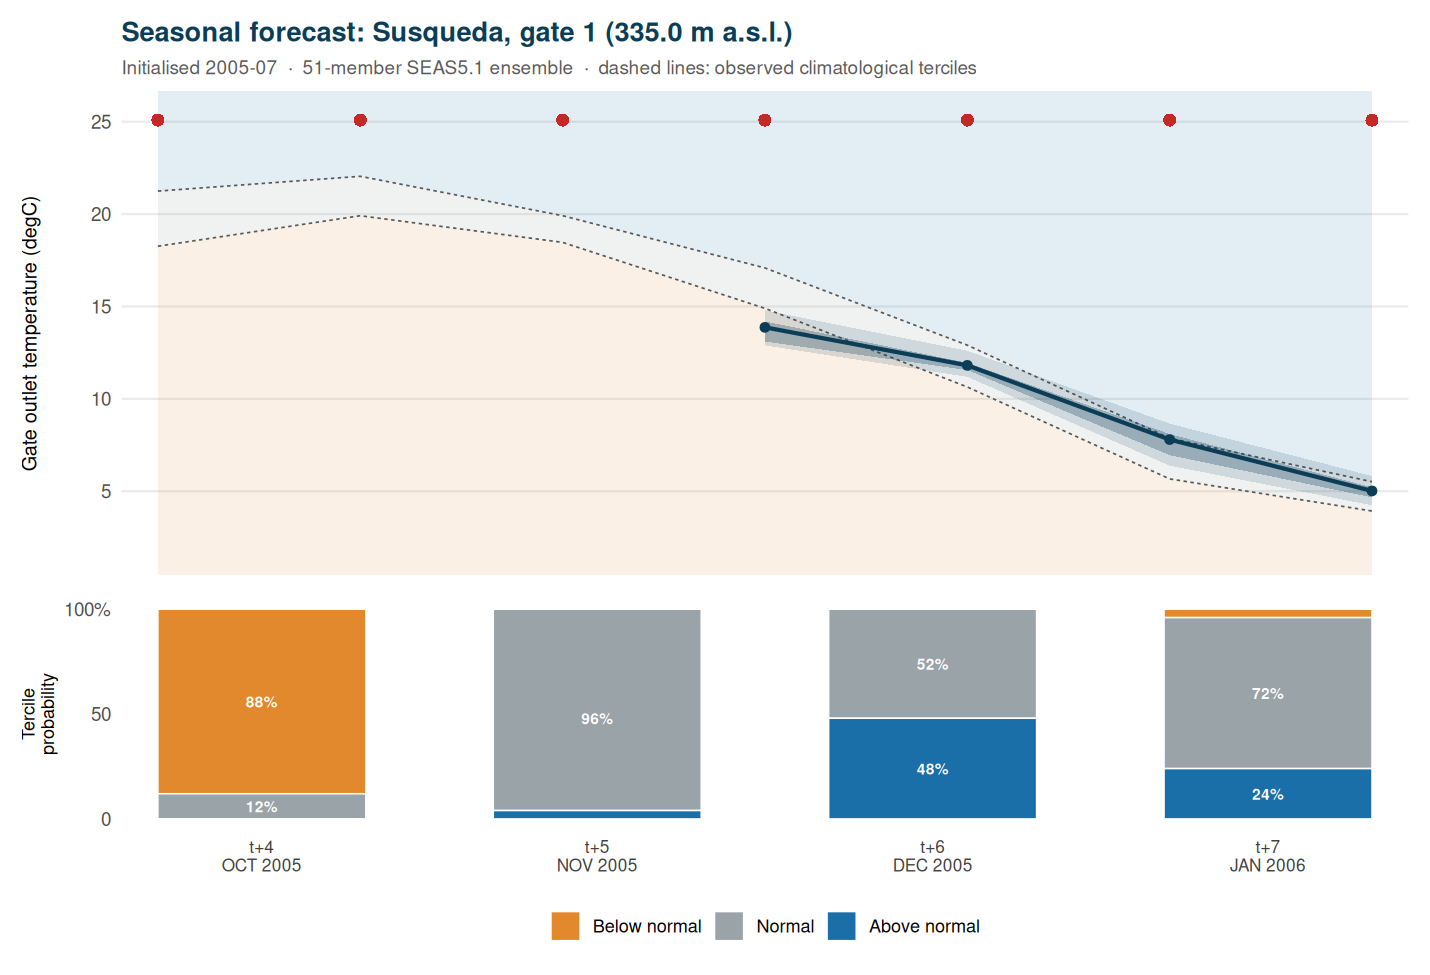 Seasonal forecast: Susqueda, gate 1 (335.0 m a.s.l.)
Initialised 2005-07 · 51-member SEAS5.1 ensemble · dashed lines: observed climatological terciles
Gate outlet temperature (degC)
25
20
15
10
5
Tercile
probability
100%
50
0
88%
12%
96%
52%
48%
72%
24%
t+4
OCT 2005
t+5
NOV 2005
t+6
DEC 2005
t+7
JAN 2006
Below normal
Normal
Above normal